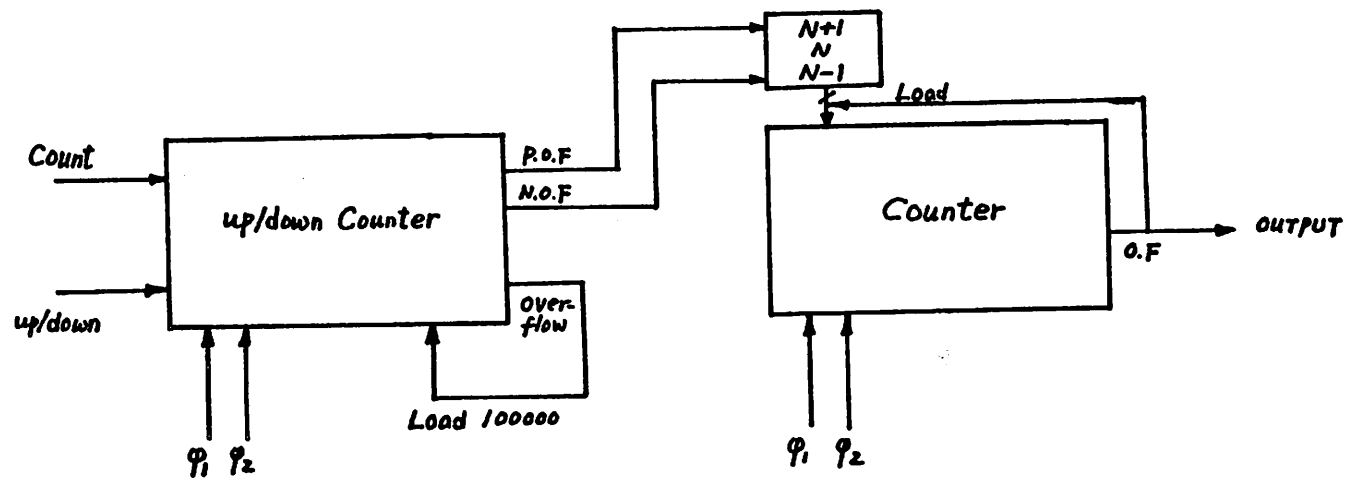 N+1
N
N-1
Load
Count
P.O.F
N.O.F
up/down Counter
Counter
OUTPUT
O.F
up/down
Over-
flow
Load 100000
φ1 φ2
φ1 φ2